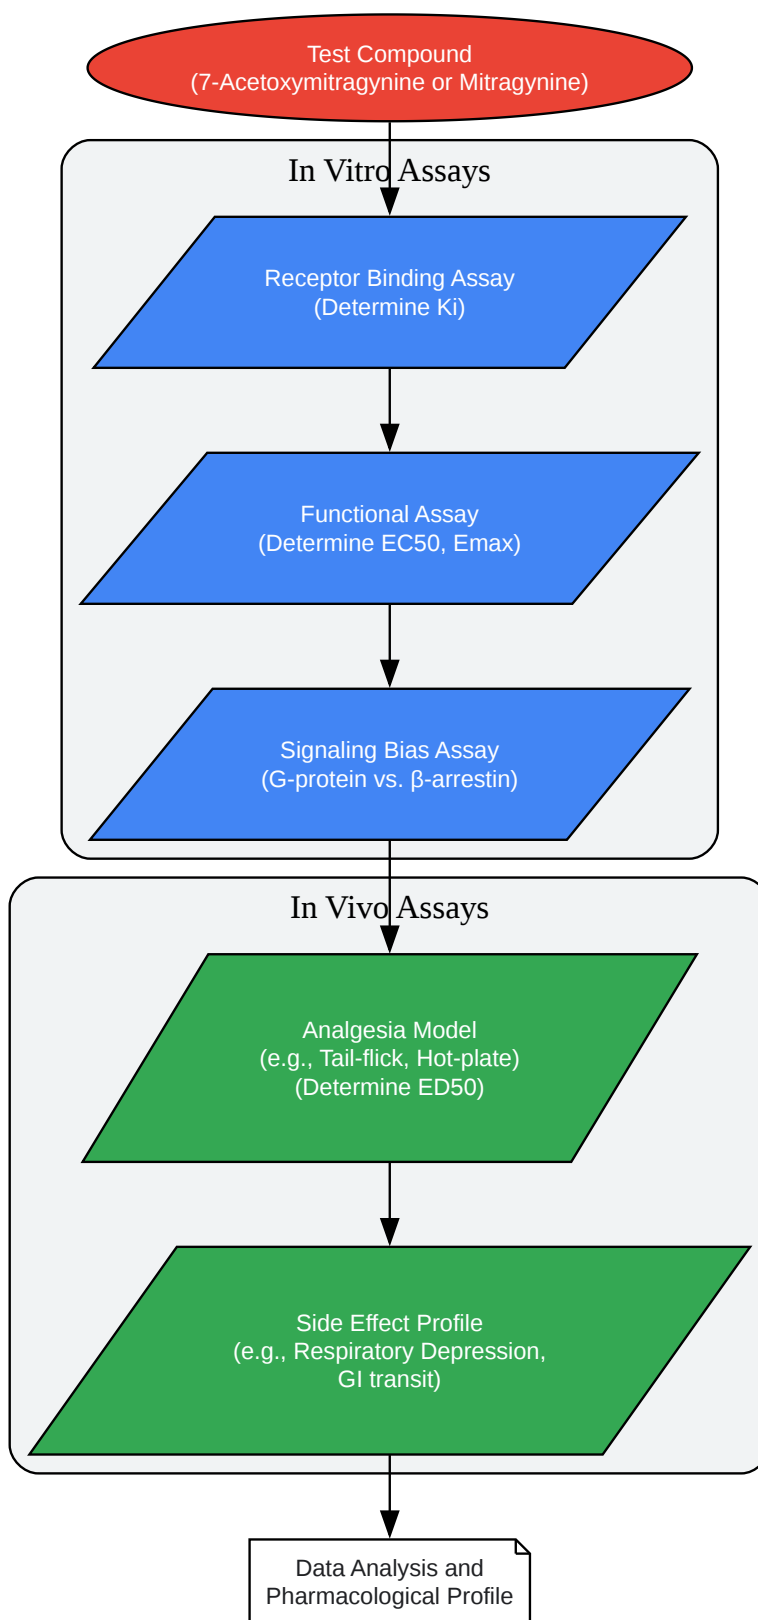 Test Compound
(7-Acetoxymitragynine or Mitragynine)
In Vitro Assays
Receptor Binding Assay
(Determine Ki)
Functional Assay
(Determine EC50, Emax)
Signaling Bias Assay
(G-protein vs. β-arrestin)
In Vivo Assays
Analgesia Model
(e.g., Tail-flick, Hot-plate)
(Determine ED50)
Side Effect Profile
(e.g., Respiratory Depression,
GI transit)
Data Analysis and
Pharmacological Profile